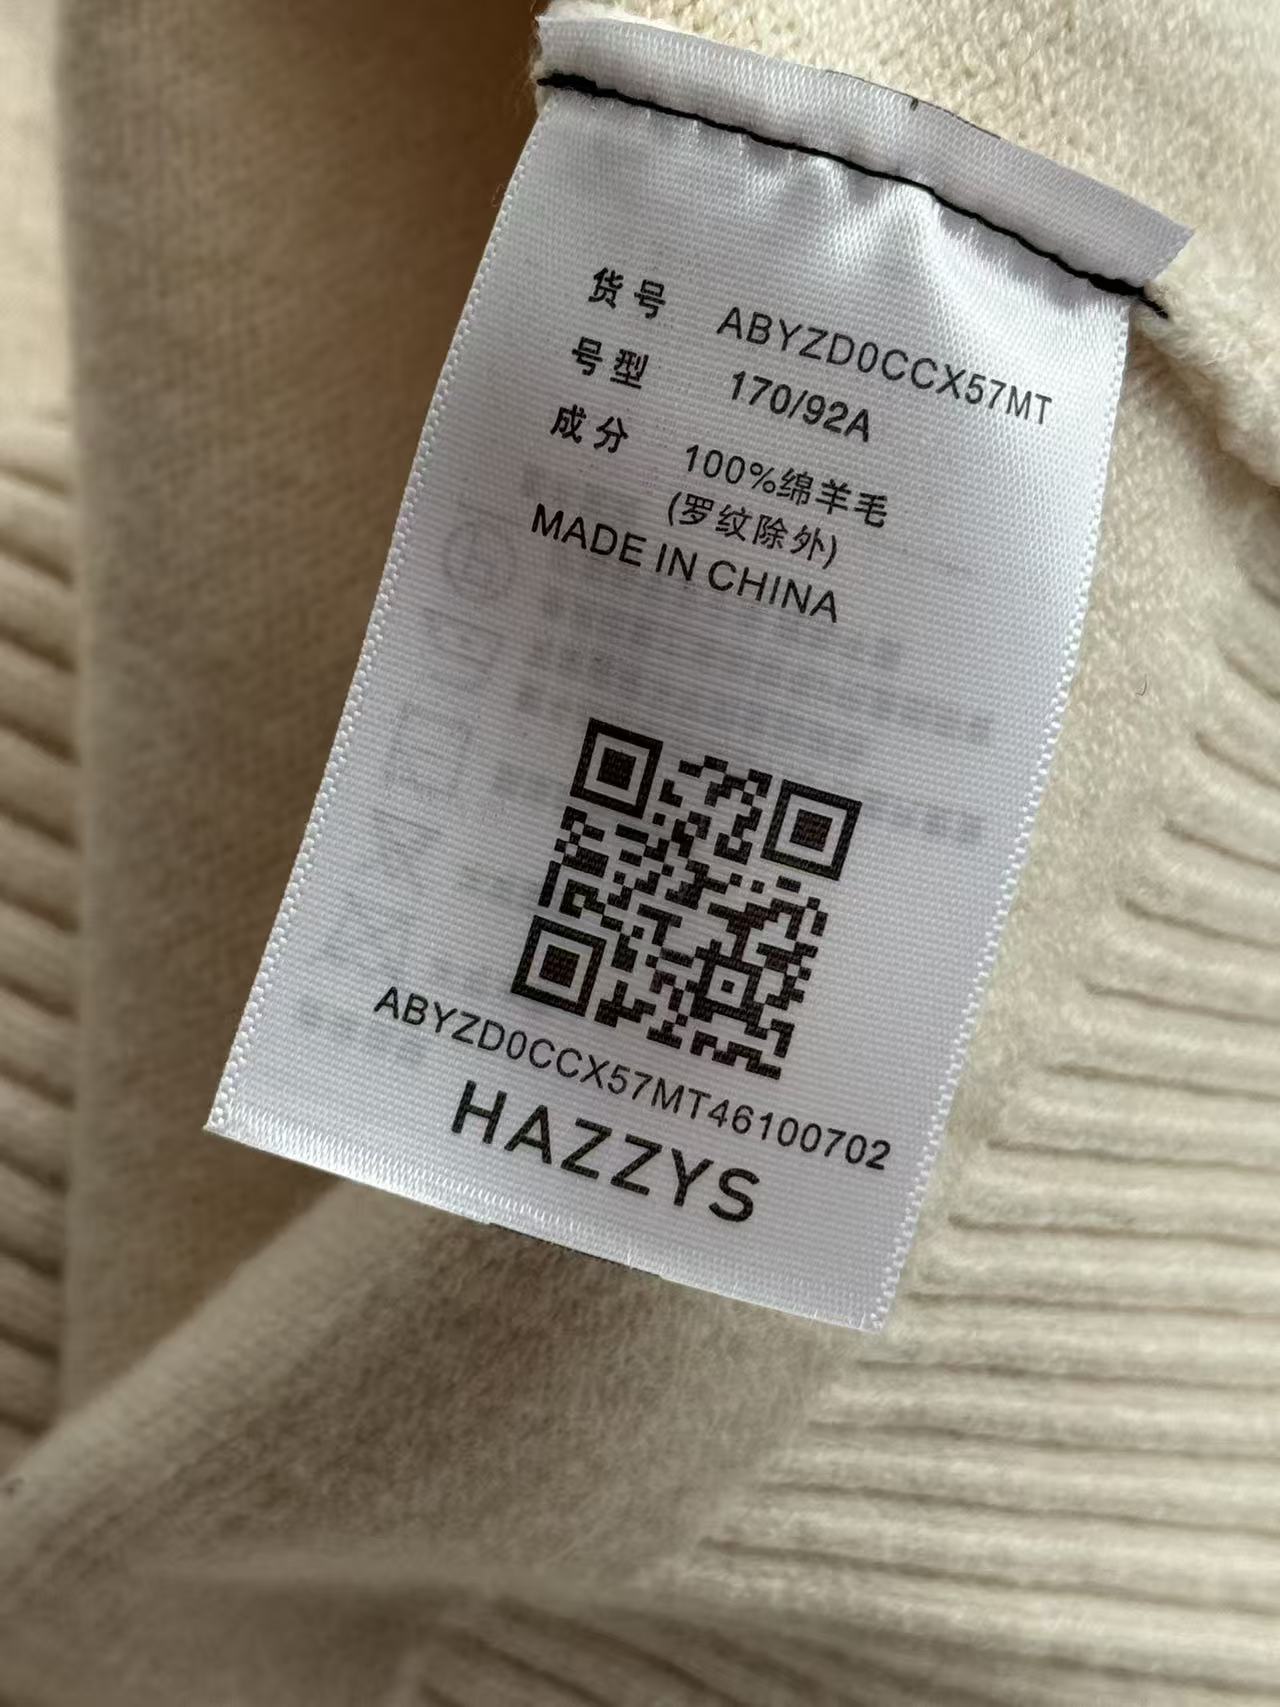 货号 ABYZD0CCX57MT
号型 170/92A
成分 100%绵羊毛
(罗纹除外)
MADE IN CHINA
ABYZD0CCX57MT46100702
HAZZYS